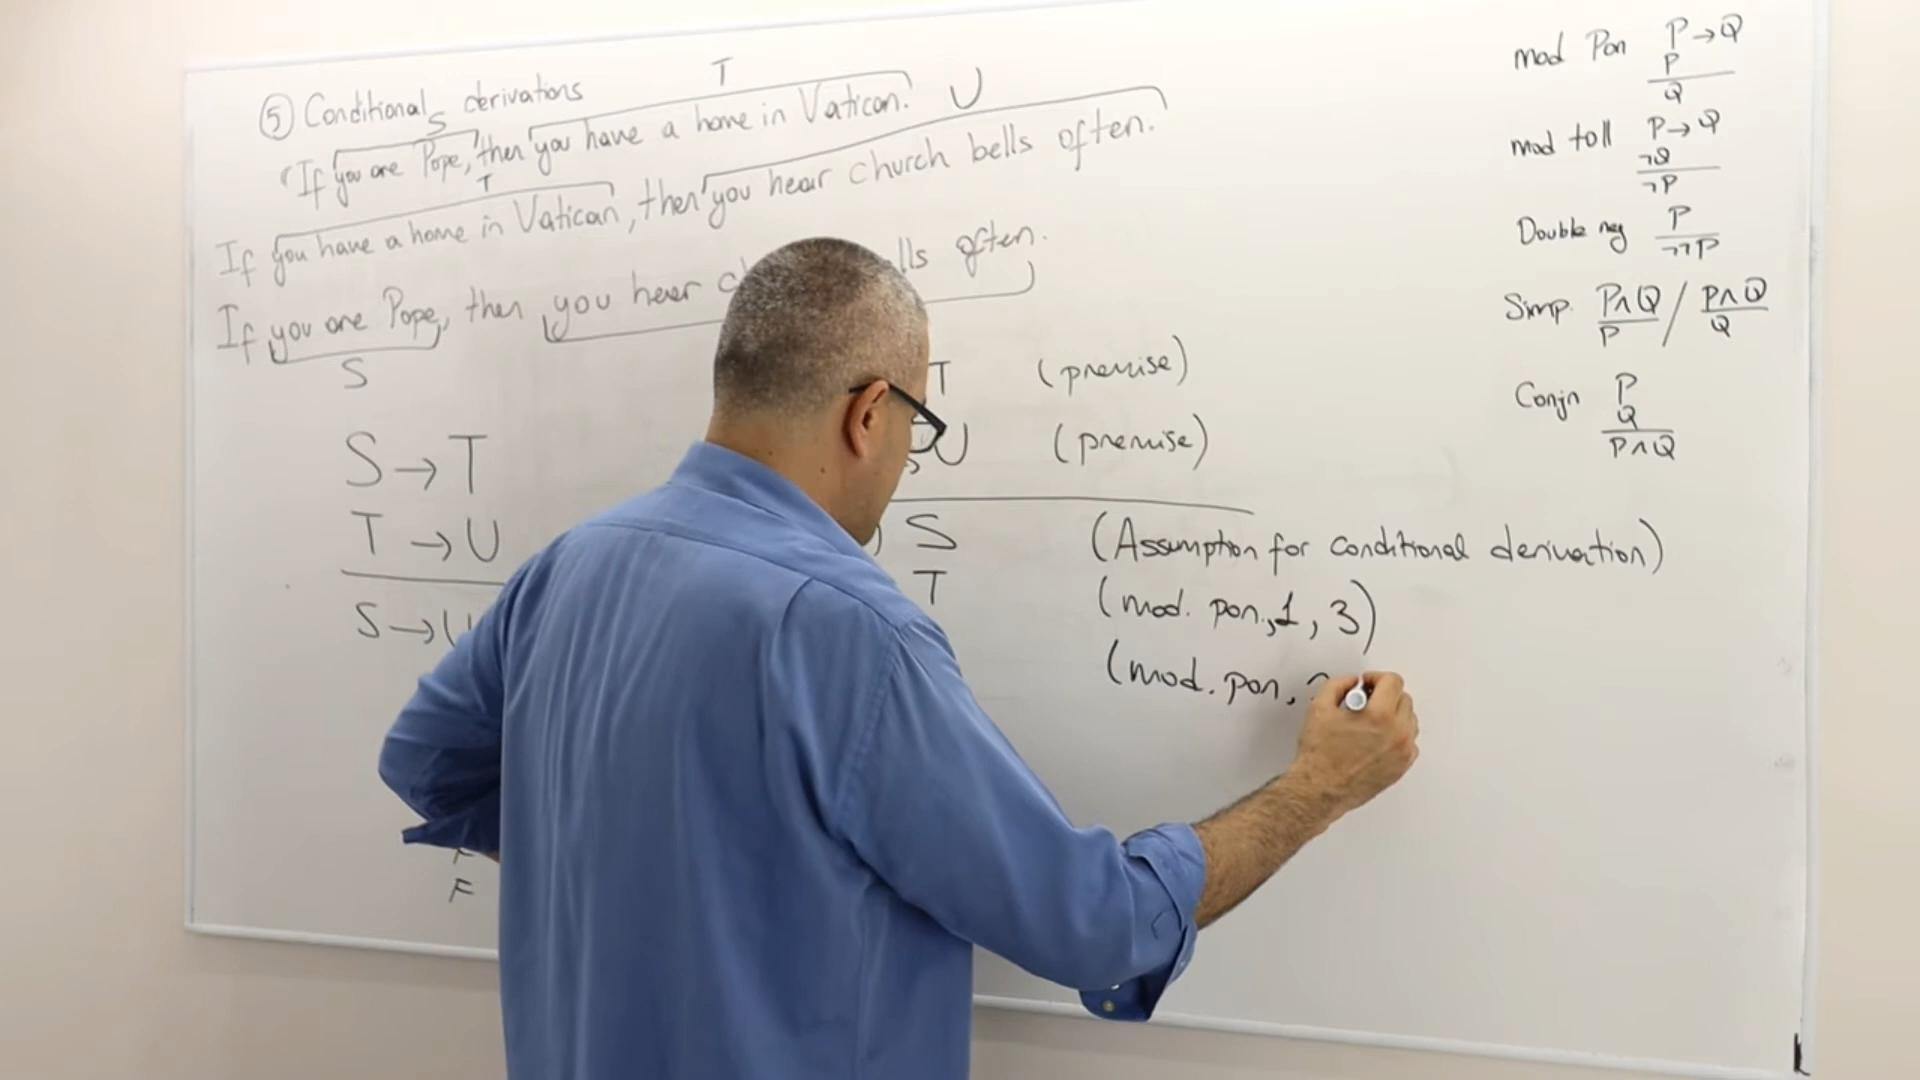 ⑤ Conditional derivations
T
U
S
"If you are Pope, then you have a home in Vatican.
T
If you have a home in Vatican, then you hear church bells often.
If you are Pope, then you hear often.
S
S → T
T → U
S → U
F
T (premise)
U (premise)
S (Assumption for conditional derivation)
T (mod. pon., 1, 3)
(mod. pon,
mod Pon P → Q
P
Q
mod toll P → Q
¬Q
¬P
Double neg P
¬¬P
Simp. P∧Q / P∧Q
P Q
Conjn P
Q
P∧Q